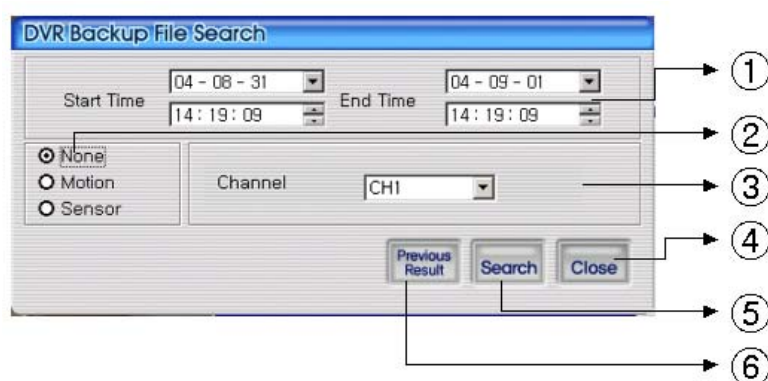 DVR Backup File Search
Start Time
04 - 08 - 31
14 : 19 : 09
End Time
04 - 09 - 01
14 : 19 : 09
①
②
None
Motion
Sensor
Channel
CH1
③
④
Previous
Result
Search
Close
⑤
⑥